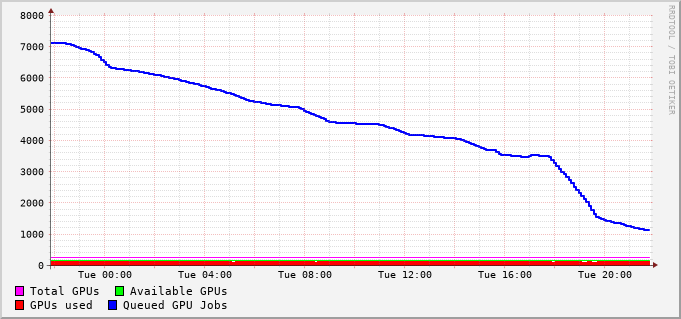 8000
7000
6000
5000
4000
3000
2000
1000
0
Tue 00:00 Tue 04:00 Tue 08:00 Tue 12:00 Tue 16:00 Tue 20:00
Total GPUs Available GPUs
GPUs used Queued GPU Jobs
RRDTOOL / TOBI OETIKER